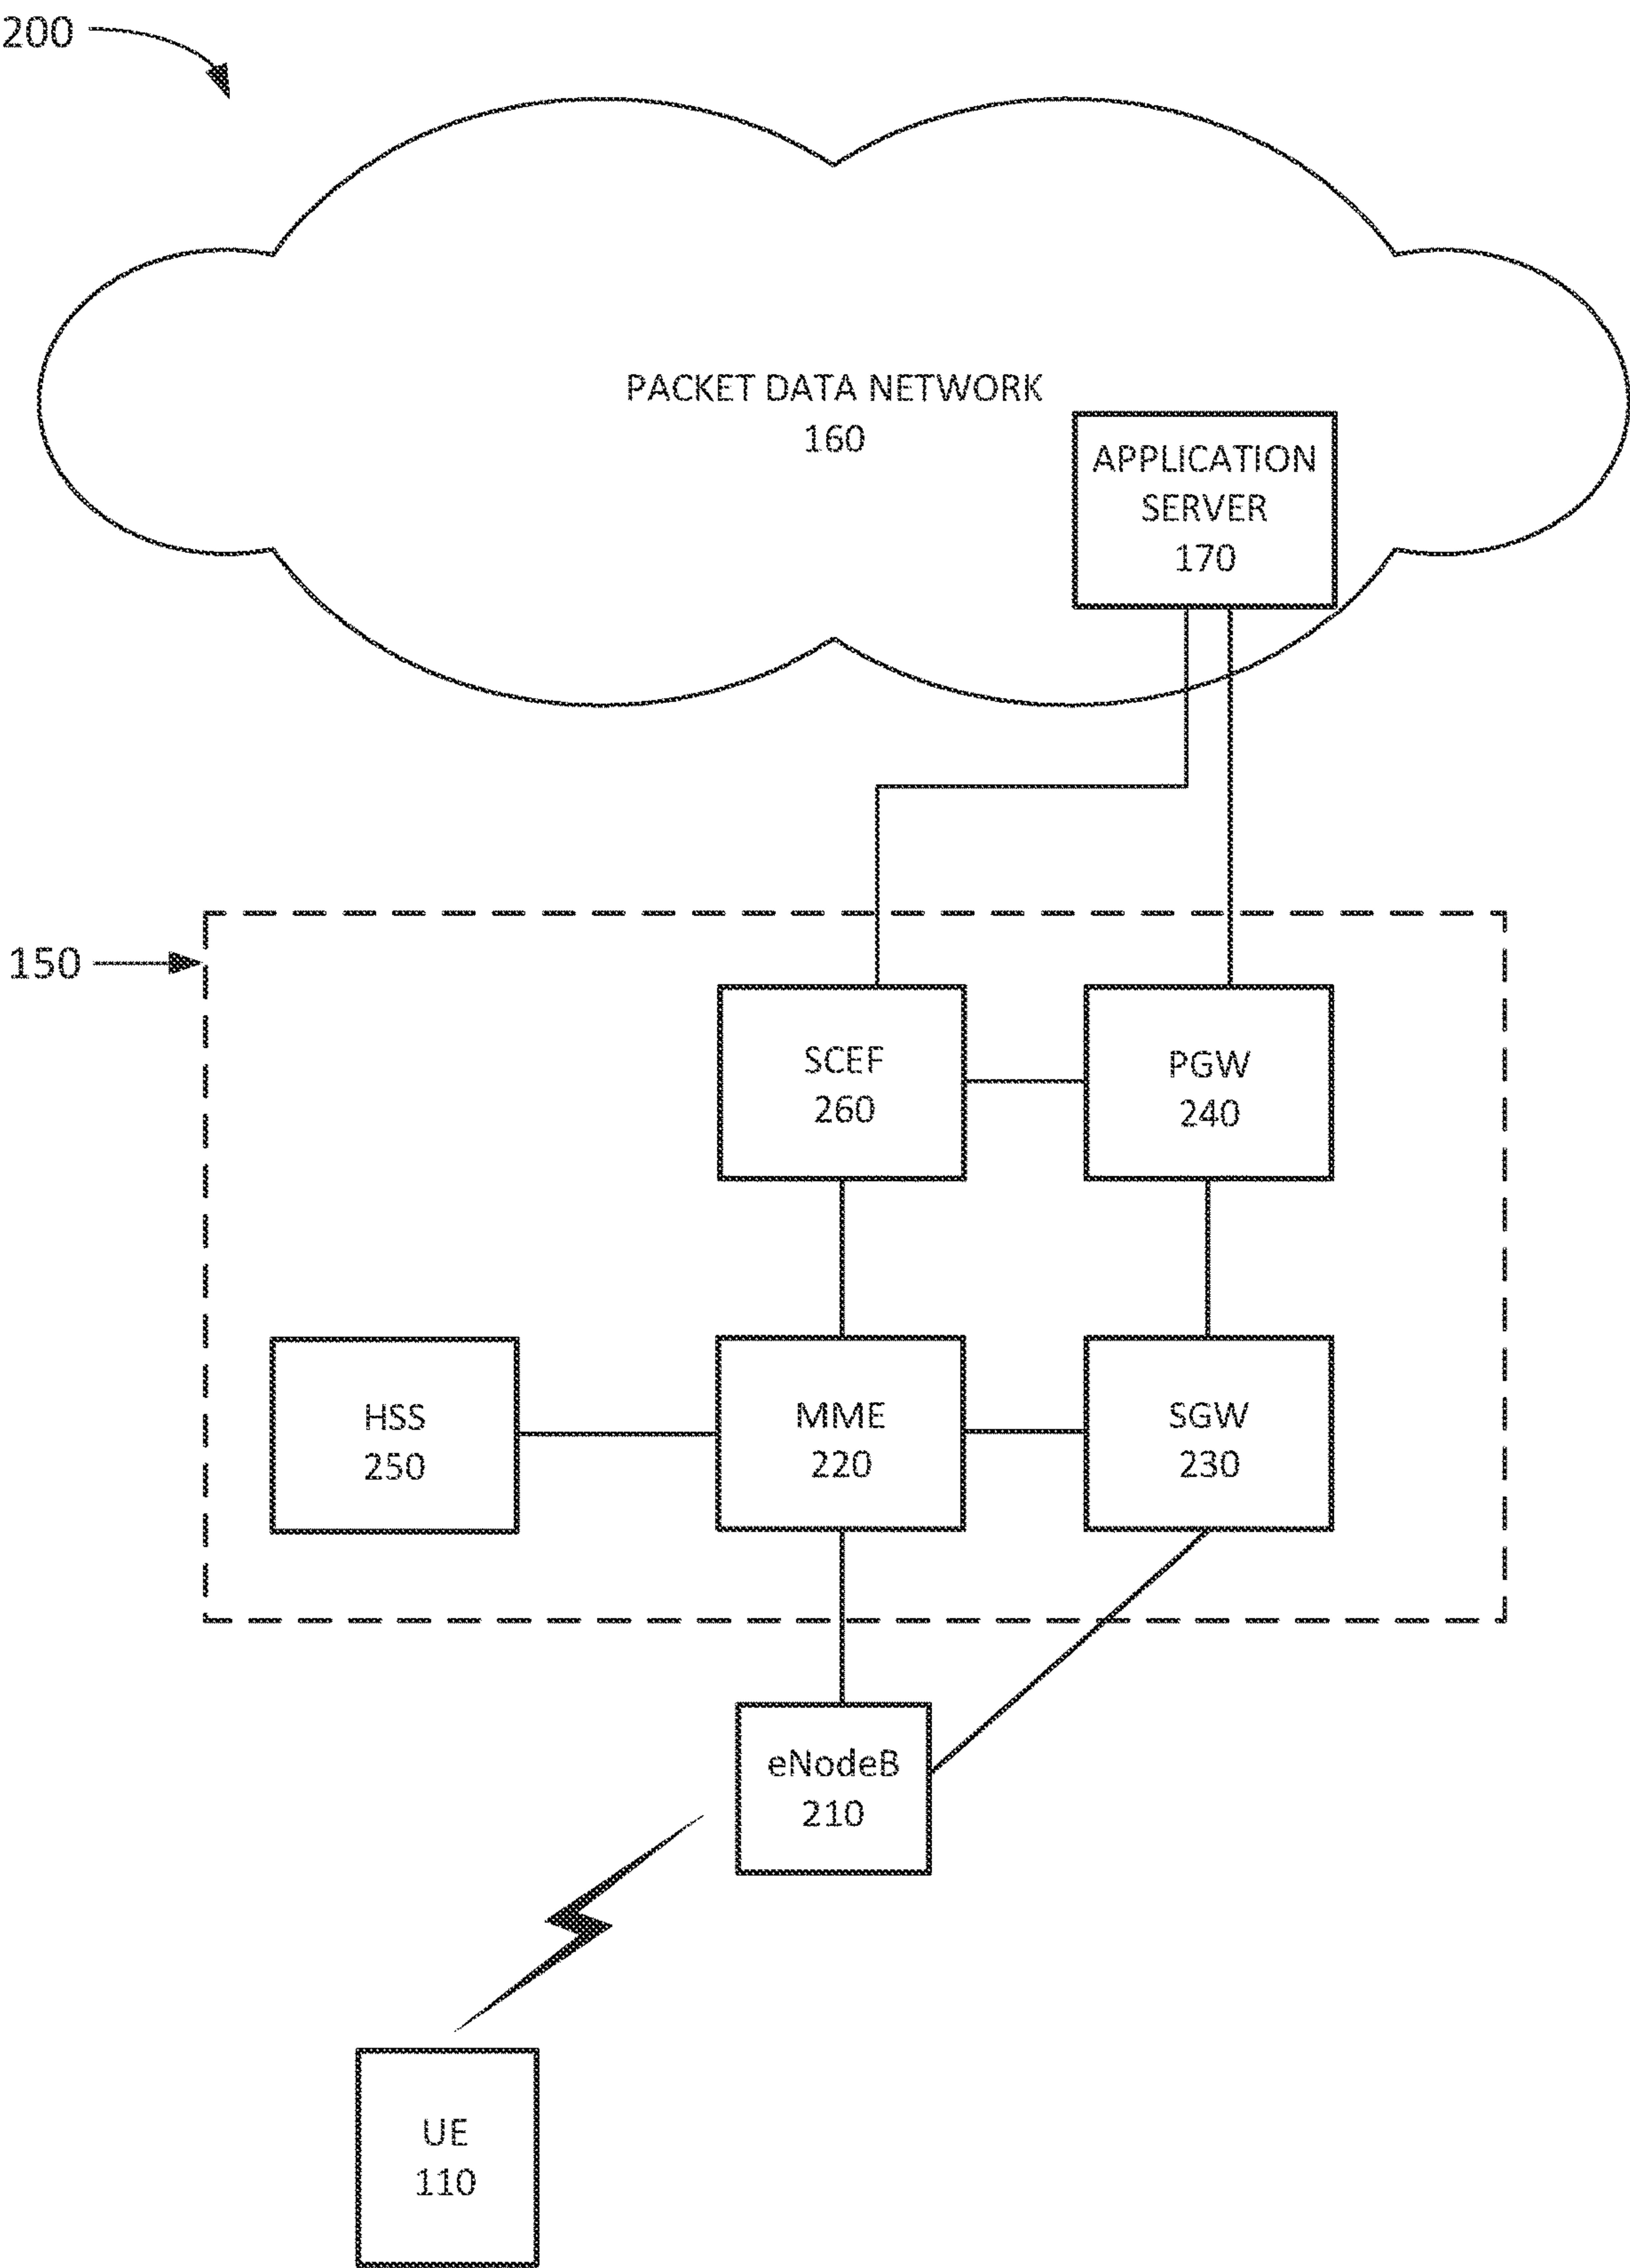 200
PACKET DATA NETWORK
160
APPLICATION
SERVER
170
150
SCEF
260
PGW
240
HSS
250
MME
220
SGW
230
eNodeB
210
UE
110